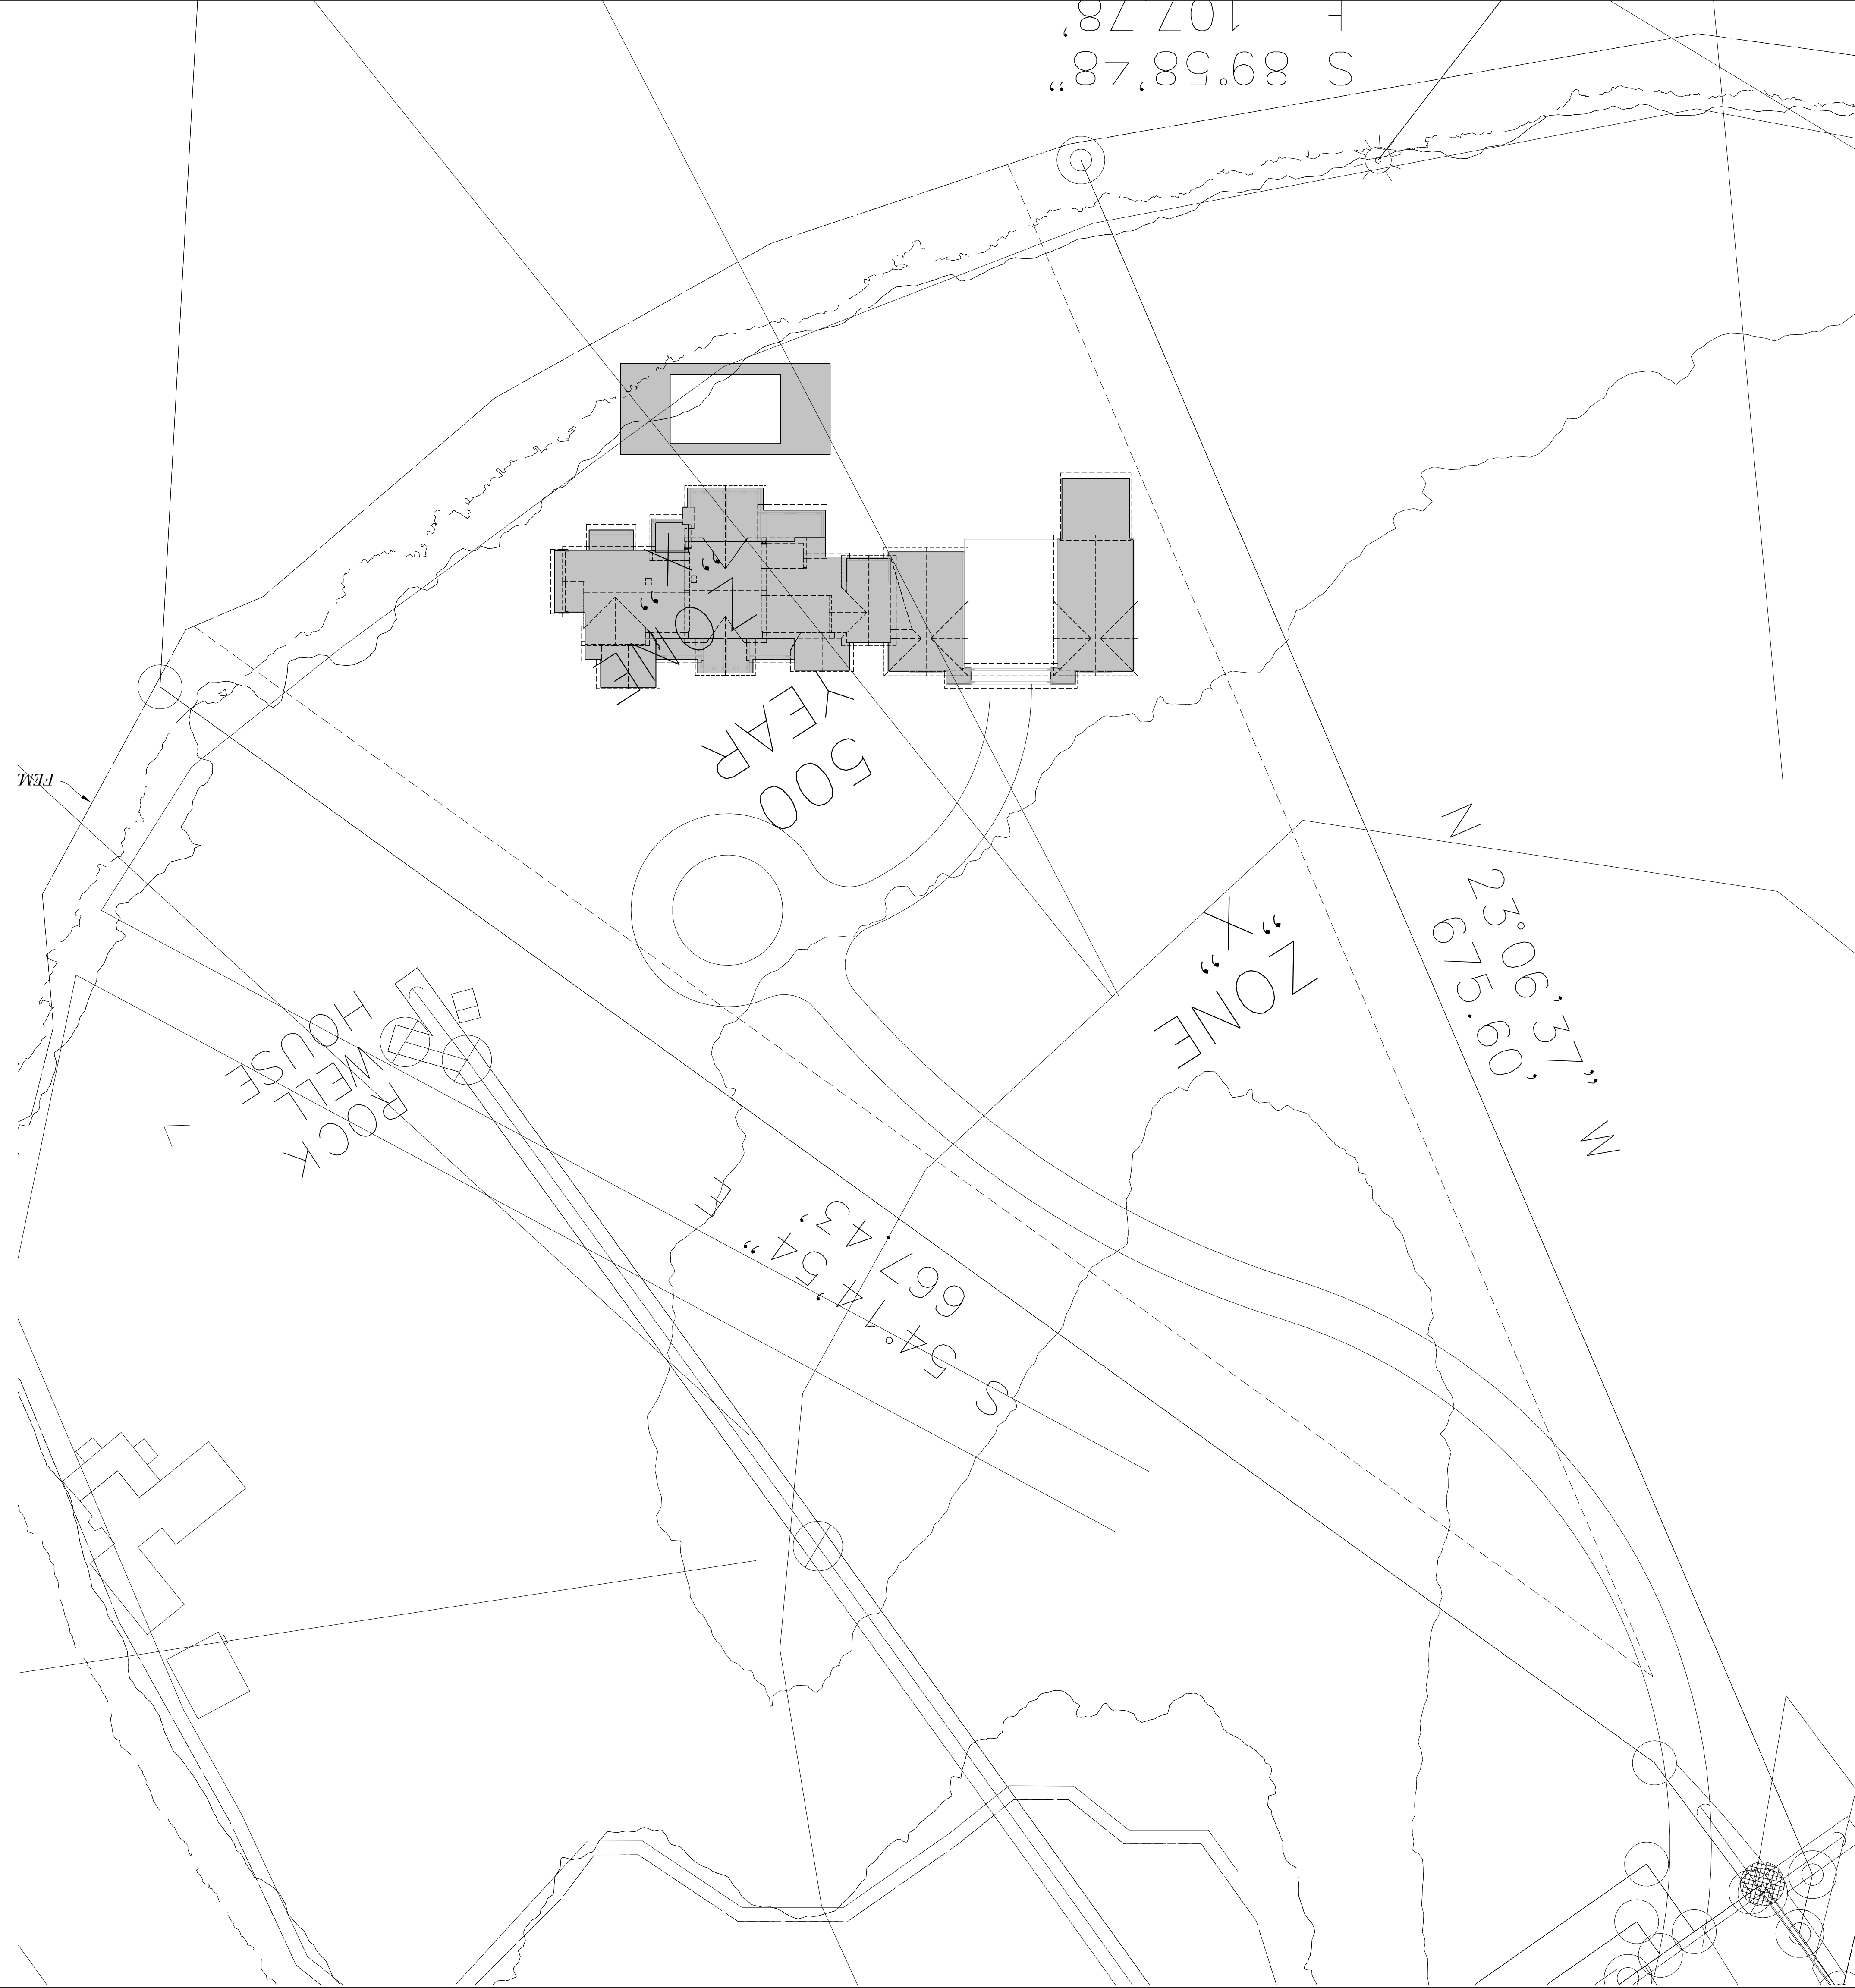 S 89°58'48"
E 107.78'
500
YEAR
ZONE
"X"
FEM
ZONE
"X"
N 23°06'37" W
675.60'
ROCK
WELL
HOUSE
S 54°14'54" E
667.43'